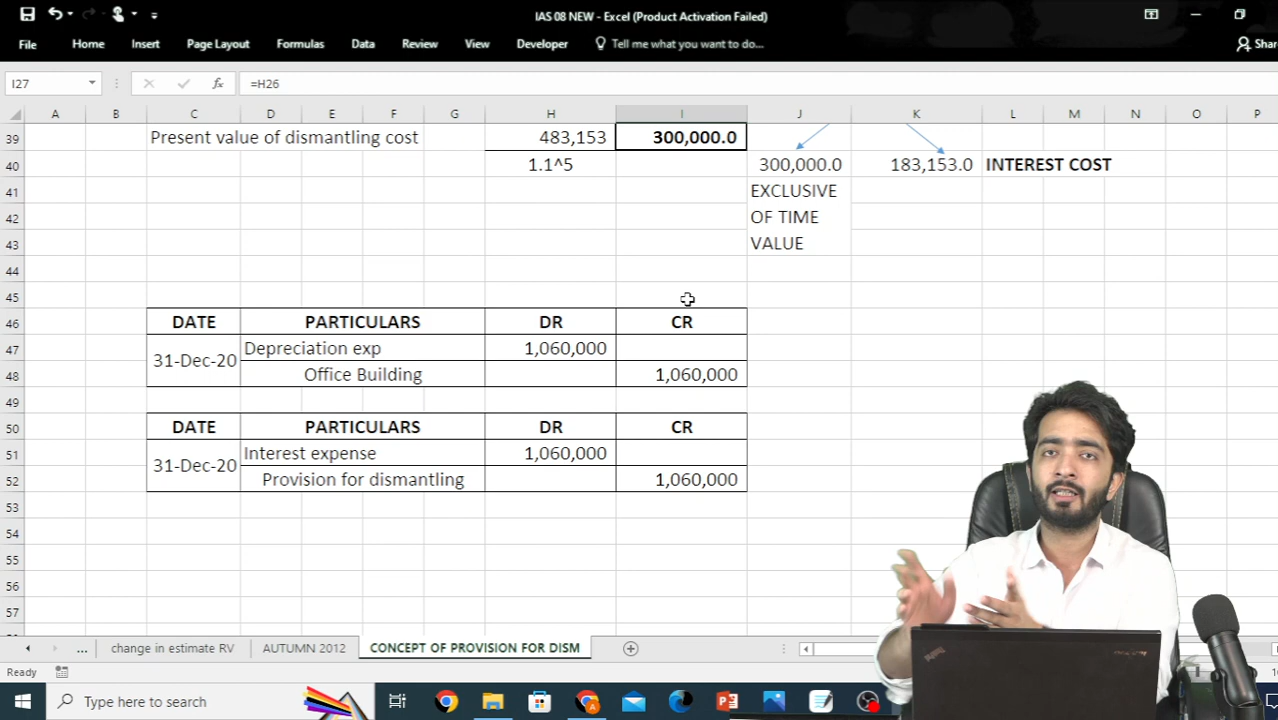 IAS 08 NEW - Excel (Product Activation Failed)
File Home Insert Page Layout Formulas Data Review View Developer Tell me what you want to do... Shar
I27 fx =H26
A B C D E F G H I J K L M N O P
39 Present value of dismantling cost 483,153 300,000.0
40 1.1^5 300,000.0 183,153.0 INTEREST COST
41 EXCLUSIVE
42 OF TIME
43 VALUE
44
45
46 DATE PARTICULARS DR CR
47 Depreciation exp 1,060,000
31-Dec-20
48 Office Building 1,060,000
49
50 DATE PARTICULARS DR CR
51 Interest expense 1,060,000
31-Dec-20
52 Provision for dismantling 1,060,000
53
54
55
56
57
... change in estimate RV AUTUMN 2012 CONCEPT OF PROVISION FOR DISM
Ready
Type here to search